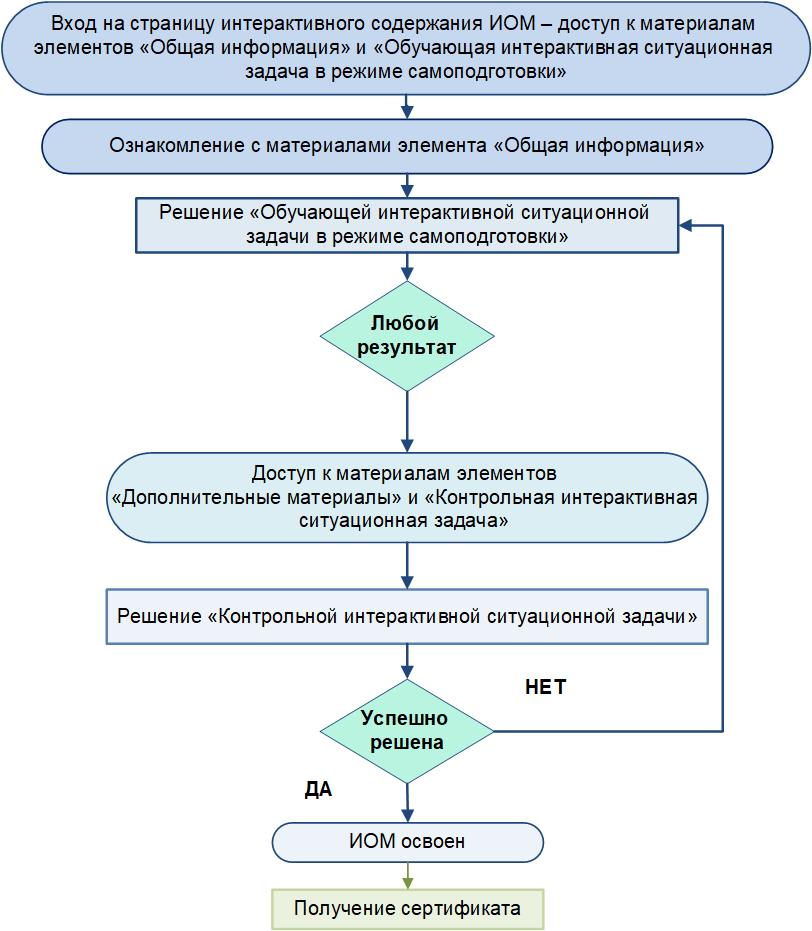 Вход на страницу интерактивного содержания ИОМ – доступ к материалам
элементов «Общая информация» и «Обучающая интерактивная ситуационная
задача в режиме самоподготовки»
Ознакомление с материалами элемента «Общая информация»
Решение «Обучающей интерактивной ситуационной
задачи в режиме самоподготовки»
Любой
результат
Доступ к материалам элементов
«Дополнительные материалы» и «Контрольная интерактивная
ситуационная задача»
Решение «Контрольной интерактивной ситуационной задачи»
НЕТ
Успешно
решена
ДА
ИОМ освоен
Получение сертификата